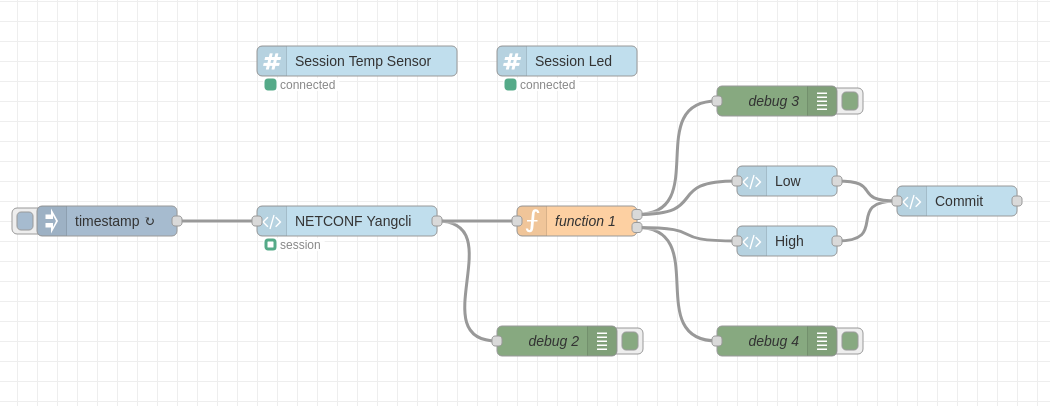 Session Temp Sensor
connected
Session Led
connected
debug 3
Low
timestamp ↻
NETCONF Yangcli
session
function 1
Commit
High
debug 2
debug 4